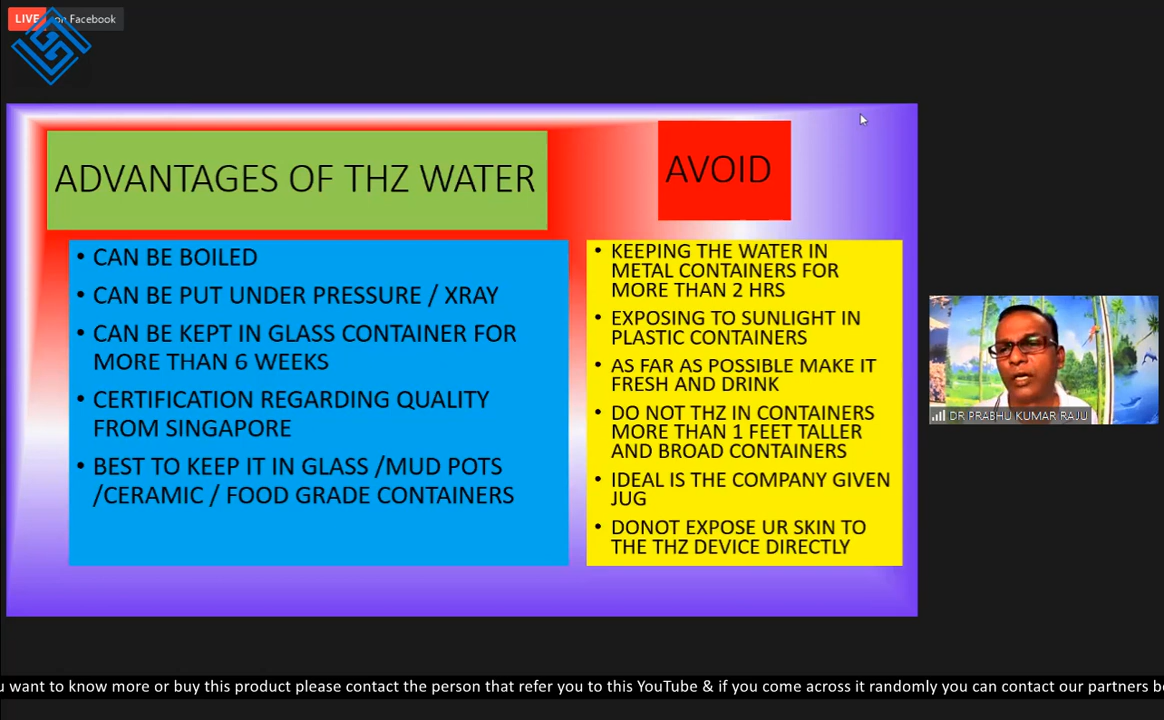 LIVE on Facebook
ADVANTAGES OF THZ WATER
• CAN BE BOILED
• CAN BE PUT UNDER PRESSURE / XRAY
• CAN BE KEPT IN GLASS CONTAINER FOR
MORE THAN 6 WEEKS
• CERTIFICATION REGARDING QUALITY
FROM SINGAPORE
• BEST TO KEEP IT IN GLASS /MUD POTS
/CERAMIC / FOOD GRADE CONTAINERS
AVOID
• KEEPING THE WATER IN
METAL CONTAINERS FOR
MORE THAN 2 HRS
• EXPOSING TO SUNLIGHT IN
PLASTIC CONTAINERS
• AS FAR AS POSSIBLE MAKE IT
FRESH AND DRINK
• DO NOT THZ IN CONTAINERS
MORE THAN 1 FEET TALLER
AND BROAD CONTAINERS
• IDEAL IS THE COMPANY GIVEN
JUG
• DONOT EXPOSE UR SKIN TO
THE THZ DEVICE DIRECTLY
DR PRABHU KUMAR RAJU
u want to know more or buy this product please contact the person that refer you to this YouTube & if you come across it randomly you can contact our partners be